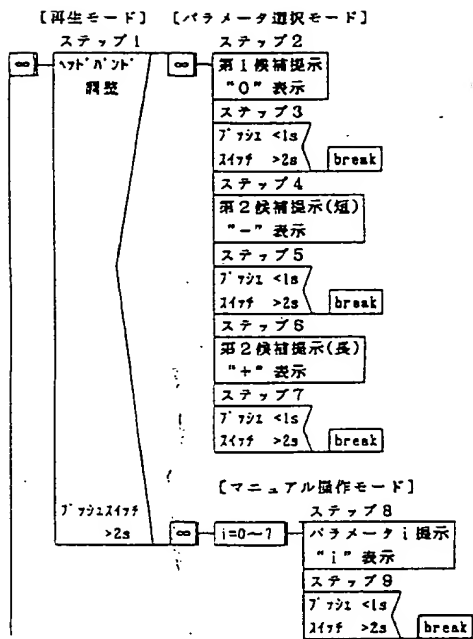 ［再生モード］ ［パラメータ選択モード］
ステップ1
∞
ヘッドバンド
調整
ステップ2
∞
第1候補提示
"0" 表示
ステップ3
プッシュ <1s
スイッチ >2s
break
ステップ4
第2候補提示(短)
"−" 表示
ステップ5
プッシュ <1s
スイッチ >2s
break
ステップ6
第2候補提示(長)
"+" 表示
ステップ7
プッシュ <1s
スイッチ >2s
break
プッシュスイッチ
>2s
［マニュアル操作モード］
ステップ8
∞
i=0〜7
パラメータi提示
"i" 表示
ステップ9
プッシュ <1s
スイッチ >2s
break